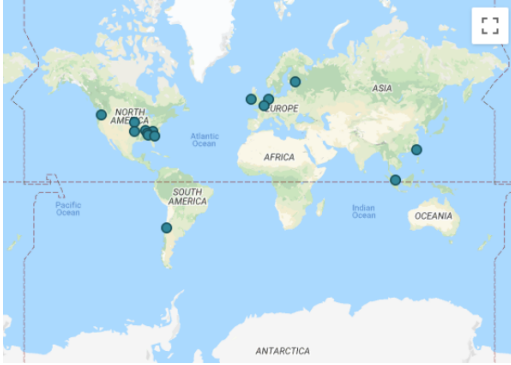 ASIA
NORTH
AMERICA
EUROPE
Atlantic
Ocean
AFRICA
SOUTH
AMERICA
Pacific
Ocean
Indian
Ocean
OCEANIA
ANTARCTICA